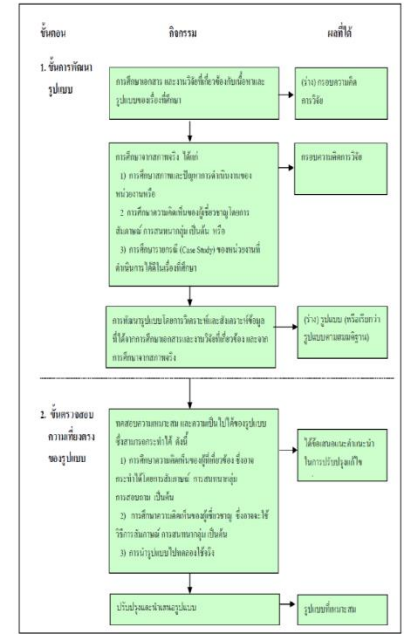 ขั้นตอน
กิจกรรม
ผลที่ได้
1. ขั้นการพัฒนา
รูปแบบ
การศึกษาเอกสาร และงานวิจัยที่เกี่ยวข้องกับเนื้อหาและ
รูปแบบของเรื่องที่ศึกษา
(ร่าง) กรอบความคิด
การวิจัย
การศึกษาจากสภาพจริง ได้แก่
1) การศึกษาสภาพและปัญหาการดำเนินงานของ
หน่วยงานหรือ
2 การศึกษาความคิดเห็นของผู้เชี่ยวชาญโดยการ
สัมภาษณ์ การสนทนากลุ่ม เป็นต้น หรือ
3) การศึกษารายกรณี (Case Study) ของหน่วยงานที่
ดำเนินการ ได้ดีในเรื่องที่ศึกษา
กรอบความคิดการวิจัย
การพัฒนารูปแบบโดยการวิเคราะห์และสังเคราะห์ข้อมูล
ที่ได้จากการศึกษาเอกสารและงานวิจัยที่เกี่ยวข้อง และจาก
การศึกษาจากสภาพจริง
(ร่าง) รูปแบบ (หรือเรียกว่า
รูปแบบตามสมมติฐาน)
2. ขั้นตรวจสอบ
ความเที่ยงตรง
ของรูปแบบ
ทดสอบความเหมาะสม และความเป็นไปได้ของรูปแบบ
ซึ่งสามารถกระทำได้ ดังนี้
1) การศึกษาความคิดเห็นของผู้ที่เกี่ยวข้อง ซึ่งอาจ
กระทำได้โดยการสัมภาษณ์ การสนทนากลุ่ม
การสอบถาม เป็นต้น
2) การศึกษาความคิดเห็นของผู้เชี่ยวชาญ ซึ่งอาจจะใช้
วิธีการสัมภาษณ์ การสนทนากลุ่ม เป็นต้น
3) การนำรูปแบบไปทดลองใช้จริง
ได้ข้อเสนอแนะคำแนะนำ
ในการปรับปรุงแก้ไข
ปรับปรุงและนำเสนอรูปแบบ
รูปแบบที่เหมาะสม